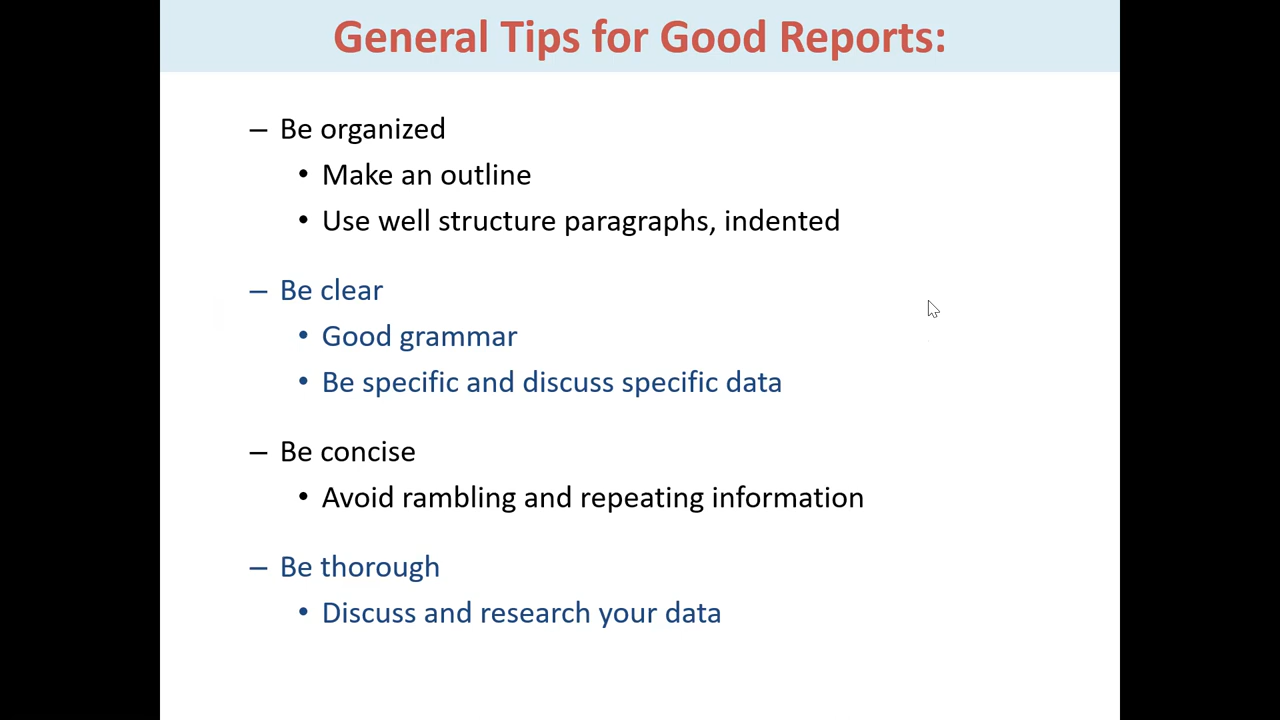 General Tips for Good Reports:
– Be organized
• Make an outline
• Use well structure paragraphs, indented
– Be clear
• Good grammar
• Be specific and discuss specific data
– Be concise
• Avoid rambling and repeating information
– Be thorough
• Discuss and research your data